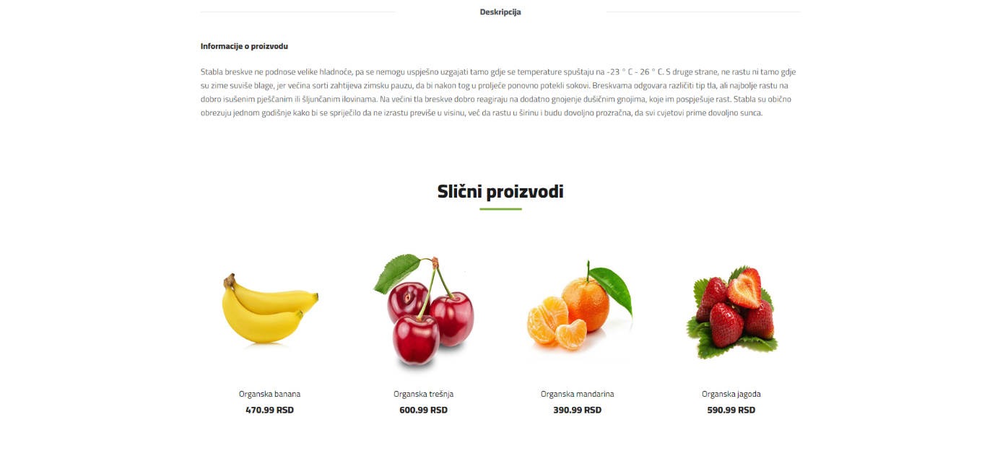 Deskripcija
Informacije o proizvodu
Stabla breskve ne podnose velike hladnoće, pa se nemogu uspješno uzgajati tamo gdje se temperature spuštaju na -23 ° C - 26 ° C. S druge strane, ne rastu ni tamo gdje
su zime suviše blage, jer većina sorti zahtijeva zimsku pauzu, da bi nakon tog u proljeće ponovno potekli sokovi. Breskvama odgovara različiti tip tla, ali najbolje rastu na
dobro isušenim pješčanim ili šljunčanim ilovinama. Na većini tla breskve dobro reagiraju na dodatno gnojenje dušičnim gnojima, koje im pospješuje rast. Stabla su obično
obrezuju jednom godišnje kako bi se spriječilo da ne izrastu previše u visinu, već da rastu u širinu i budu dovoljno prozračna, da svi cvjetovi prime dovoljno sunca.
Slični proizvodi
Organska banana
470.99 RSD
Organska trešnja
600.99 RSD
Organska mandarina
390.99 RSD
Organska jagoda
590.99 RSD